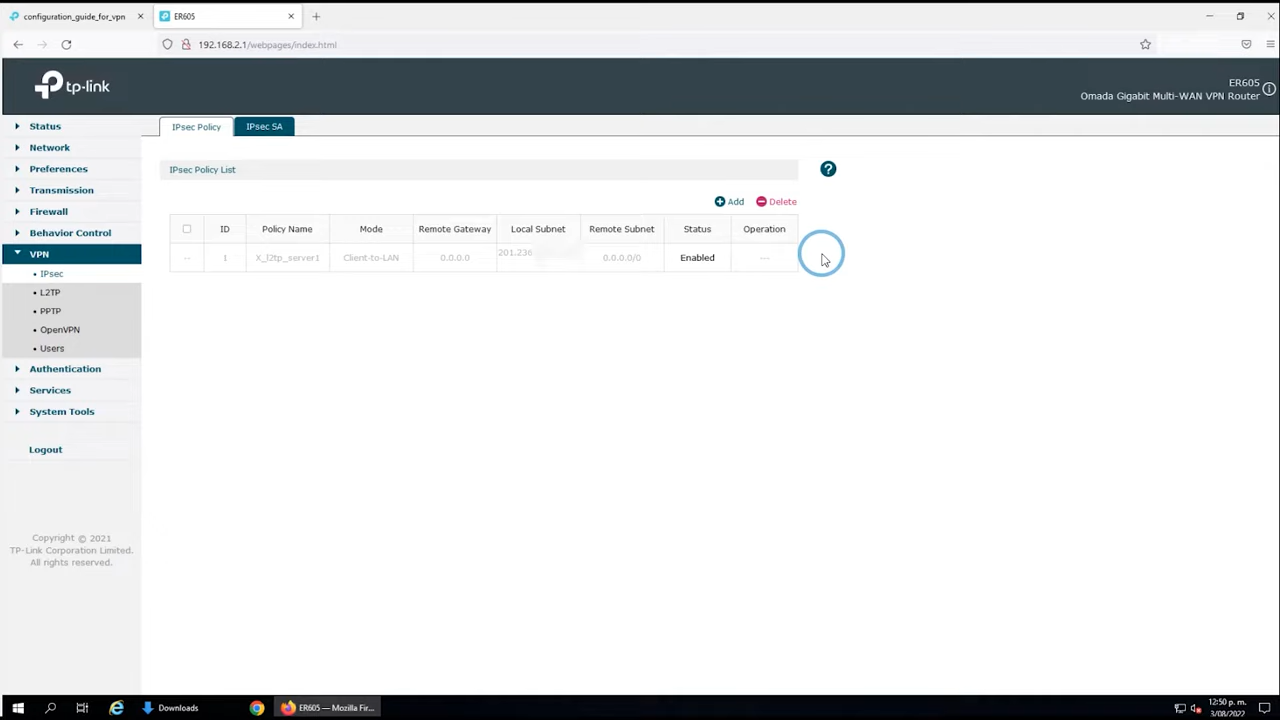 configuration_guide_for_vpn
ER605
192.168.2.1/webpages/index.html
tp-link
ER605
Omada Gigabit Multi-WAN VPN Router
Status
Network
Preferences
Transmission
Firewall
Behavior Control
VPN
IPsec
L2TP
PPTP
OpenVPN
Users
Authentication
Services
System Tools
Logout
Copyright © 2021
TP-Link Corporation Limited.
All rights reserved.
IPsec Policy IPsec SA
IPsec Policy List
Add Delete
ID Policy Name Mode Remote Gateway Local Subnet Remote Subnet Status Operation
-- 1 X_l2tp_server1 Client-to-LAN 0.0.0.0 201.236 0.0.0.0/0 Enabled ---
Downloads
ER605 — Mozilla Fir...
12:50 p. m.
3/08/2022